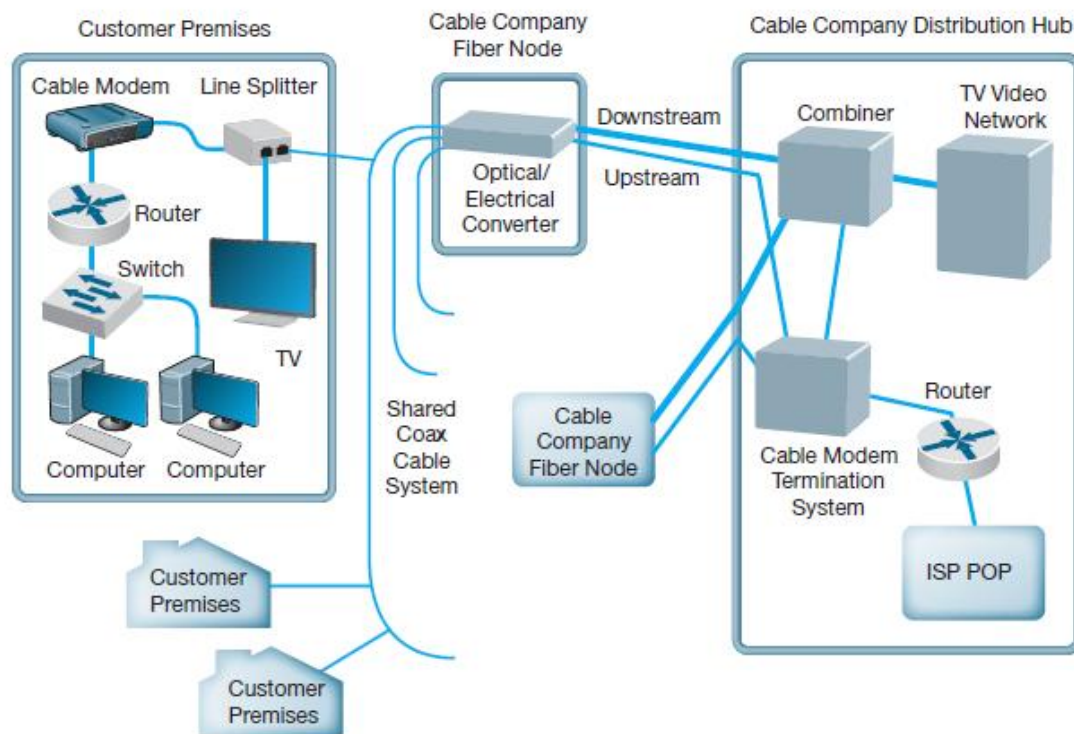 Customer Premises
Cable Modem
Line Splitter
Router
Switch
TV
Computer
Computer
Cable Company
Fiber Node
Optical/
Electrical
Converter
Downstream
Upstream
Shared
Coax
Cable
System
Customer
Premises
Customer
Premises
Cable
Company
Fiber Node
Cable Company Distribution Hub
Combiner
TV Video
Network
Cable Modem
Termination
System
Router
ISP POP